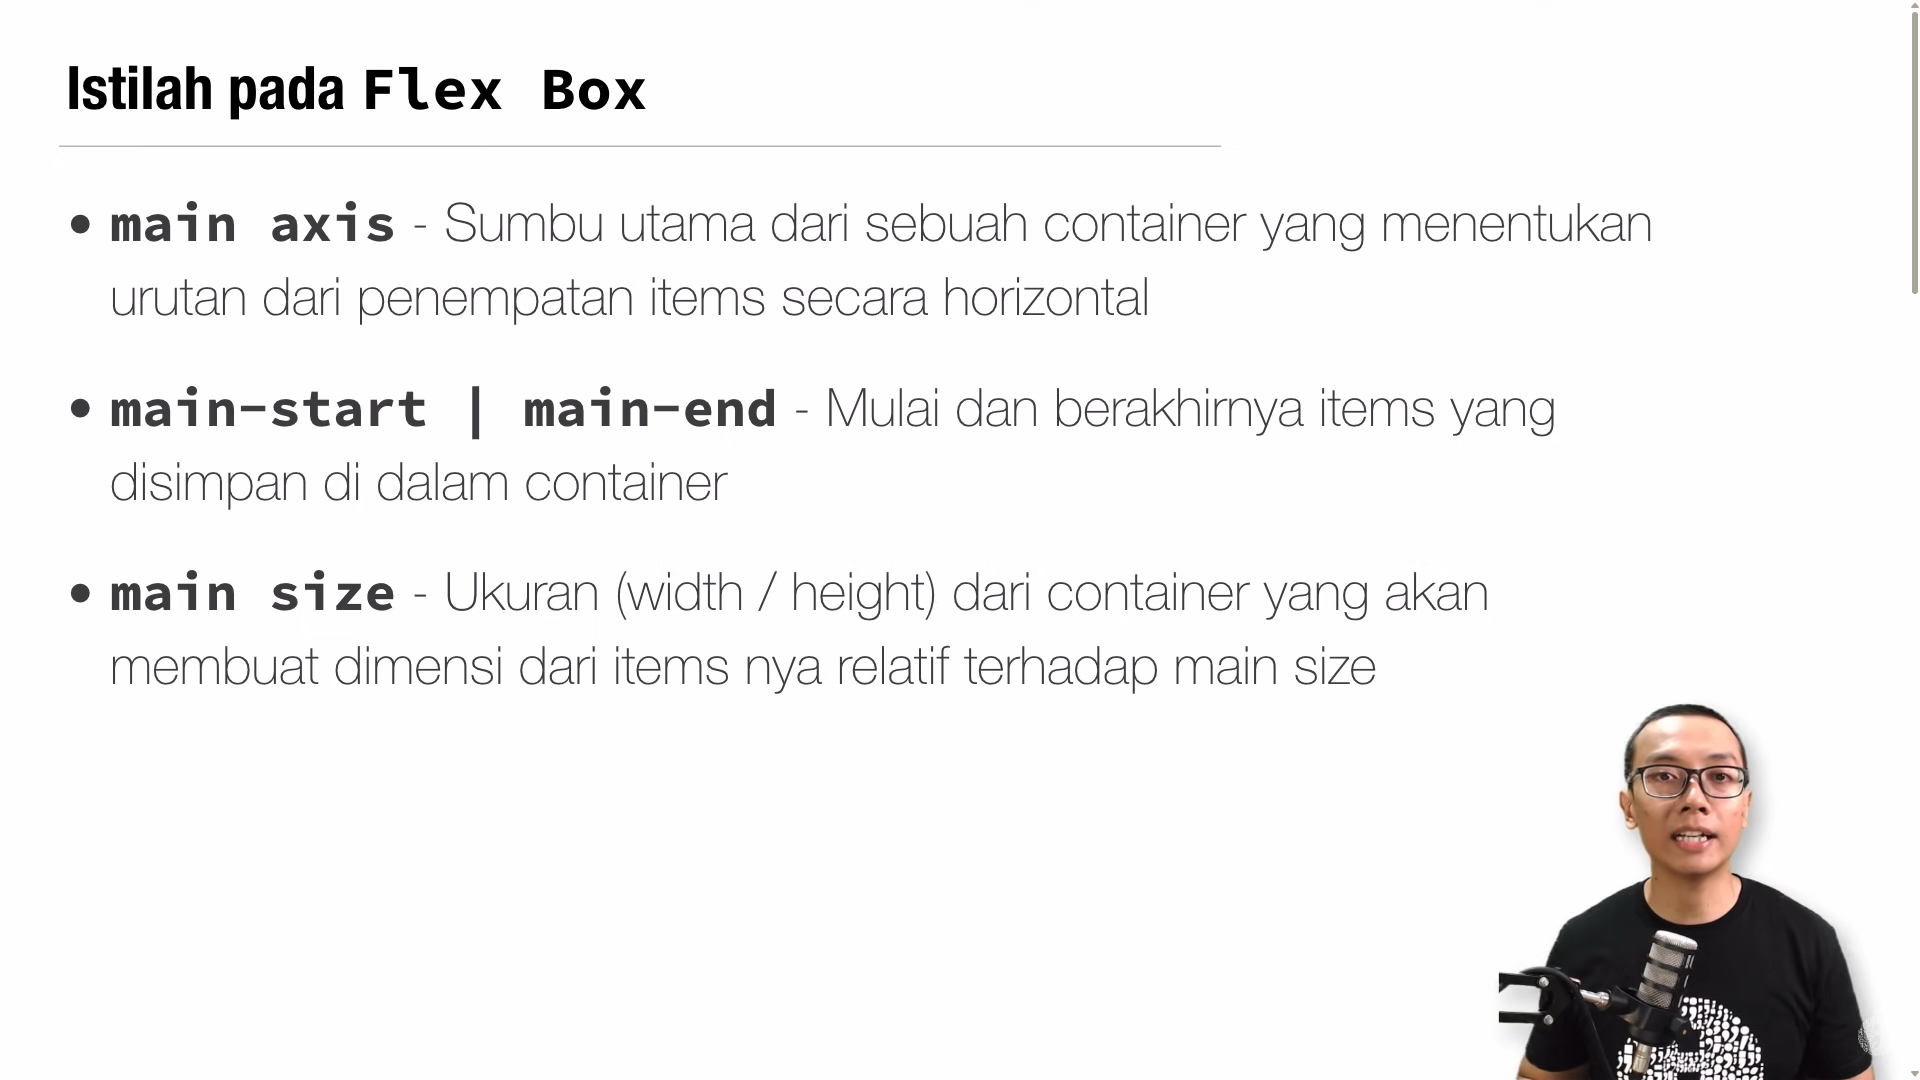 Istilah pada Flex Box
• main axis - Sumbu utama dari sebuah container yang menentukan
urutan dari penempatan items secara horizontal
• main-start | main-end - Mulai dan berakhirnya items yang
disimpan di dalam container
• main size - Ukuran (width / height) dari container yang akan
membuat dimensi dari items nya relatif terhadap main size